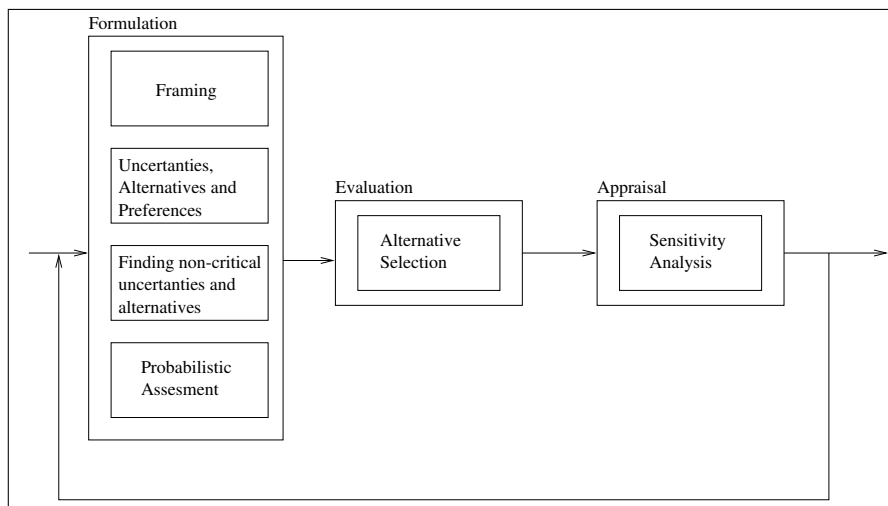 Formulation
Framing
Uncertanties,
Alternatives and
Preferences
Finding non-critical
uncertanties and
alternatives
Probabilistic
Assesment
Evaluation
Alternative
Selection
Appraisal
Sensitivity
Analysis